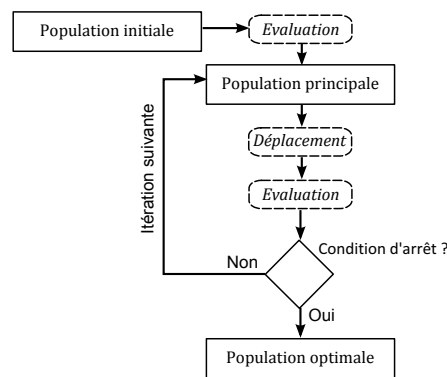 Population initiale
Evaluation
Population principale
Déplacement
Evaluation
Condition d'arrêt ?
Non
Oui
Itération suivante
Population optimale